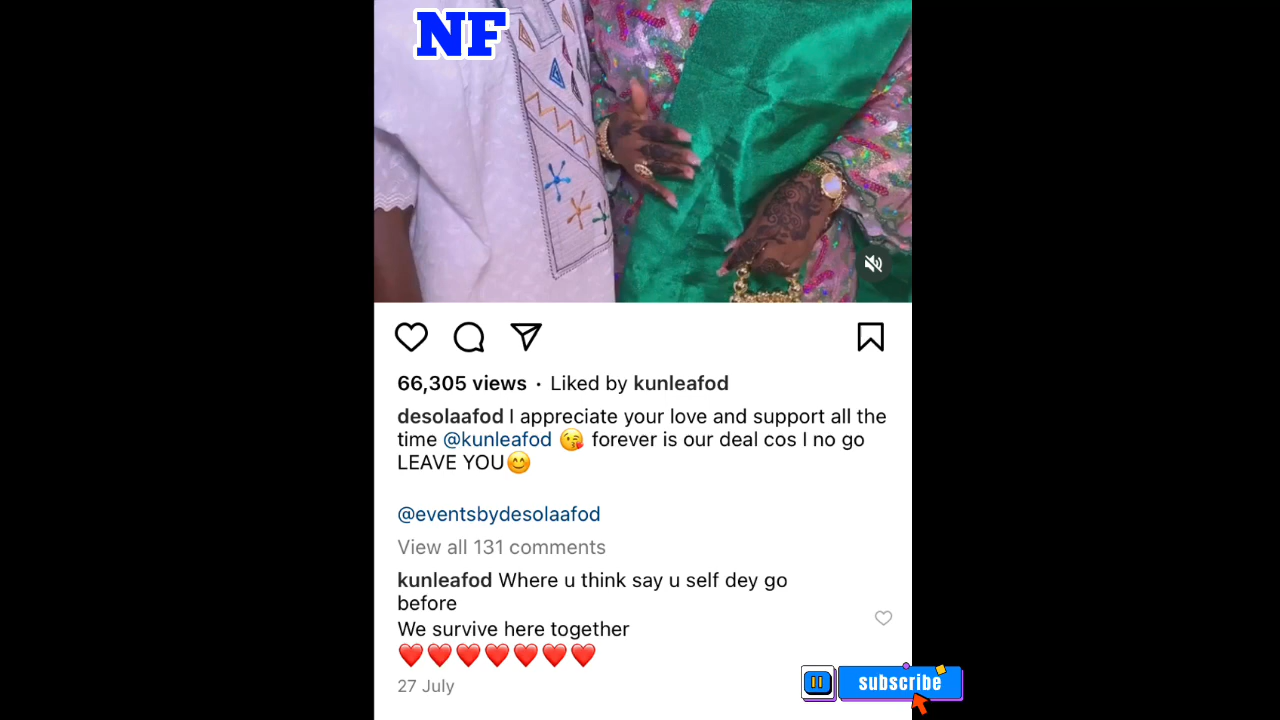 NF
66,305 views · Liked by kunleafod
desolaafod I appreciate your love and support all the
time @kunleafod 😘 forever is our deal cos I no go
LEAVE YOU😊
@eventsbydesolaafod
View all 131 comments
kunleafod Where u think say u self dey go
before
We survive here together
❤️❤️❤️❤️❤️❤️❤️
27 July
subscribe